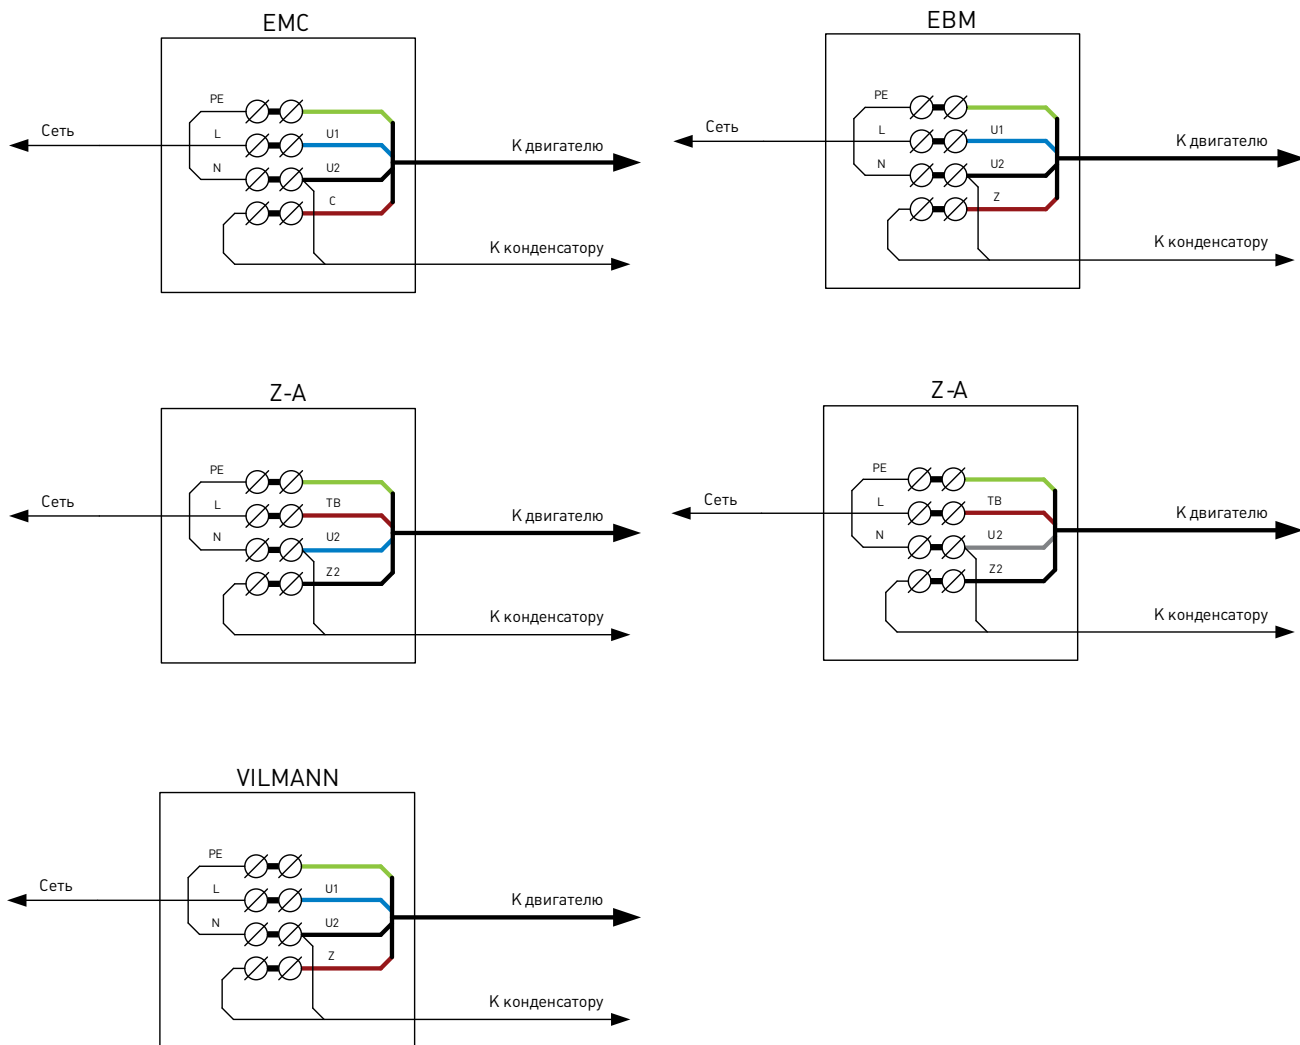 EMC
PE
Сеть
L
U1
К двигателю
N
U2
C
К конденсатору
EBM
PE
Сеть
L
U1
К двигателю
N
U2
Z
К конденсатору
Z-A
PE
Сеть
L
TB
К двигателю
N
U2
Z2
К конденсатору
Z-A
PE
Сеть
L
TB
К двигателю
N
U2
Z2
К конденсатору
VILMANN
PE
Сеть
L
U1
К двигателю
N
U2
Z
К конденсатору